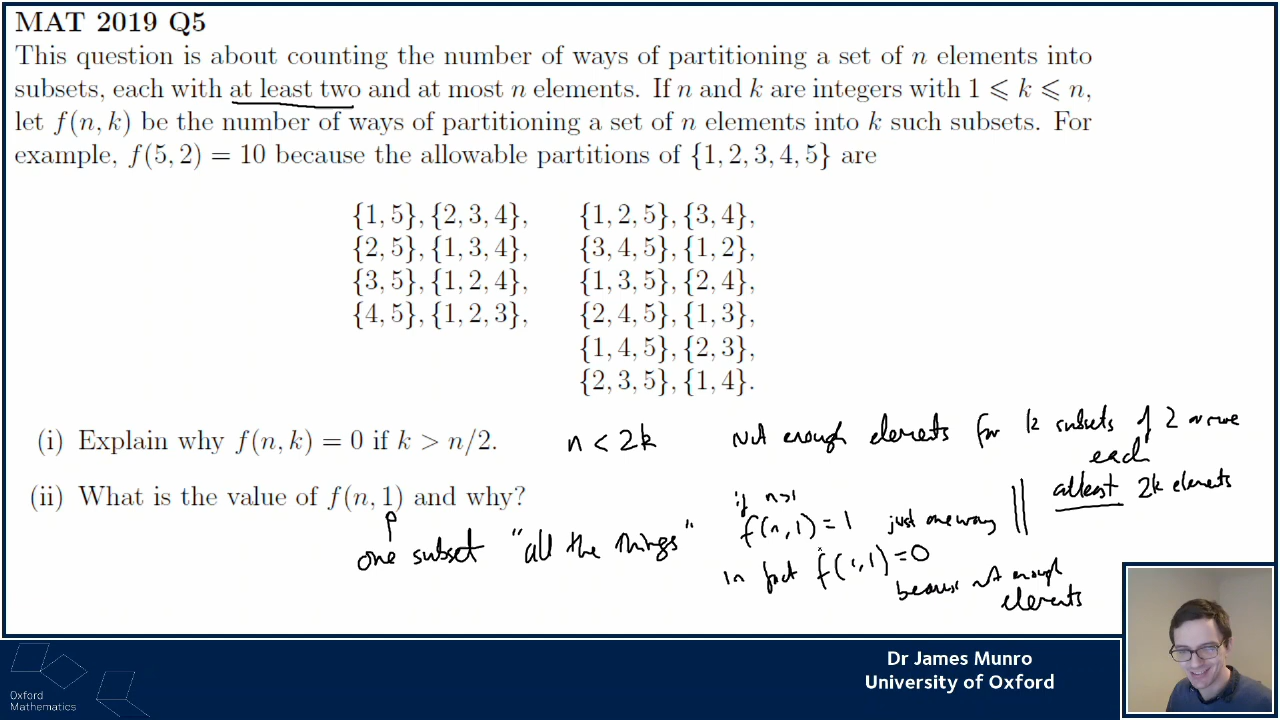 MAT 2019 Q5
This question is about counting the number of ways of partitioning a set of n elements into
subsets, each with at least two and at most n elements. If n and k are integers with 1 ⩽ k ⩽ n,
let f(n, k) be the number of ways of partitioning a set of n elements into k such subsets. For
example, f(5, 2) = 10 because the allowable partitions of {1, 2, 3, 4, 5} are
{1, 5}, {2, 3, 4},
{2, 5}, {1, 3, 4},
{3, 5}, {1, 2, 4},
{4, 5}, {1, 2, 3},
{1, 2, 5}, {3, 4},
{3, 4, 5}, {1, 2},
{1, 3, 5}, {2, 4},
{2, 4, 5}, {1, 3},
{1, 4, 5}, {2, 3},
{2, 3, 5}, {1, 4}.
(i) Explain why f(n, k) = 0 if k > n/2.
n < 2k
Not enough elements for k subsets of 2 or more
each
atleast 2k elements
(ii) What is the value of f(n, 1) and why?
one subset "all the things"
if n>1
f(n,1) = 1 just one way
in fact f(1,1) = 0
because not enough
elements
Oxford
Mathematics
Dr James Munro
University of Oxford